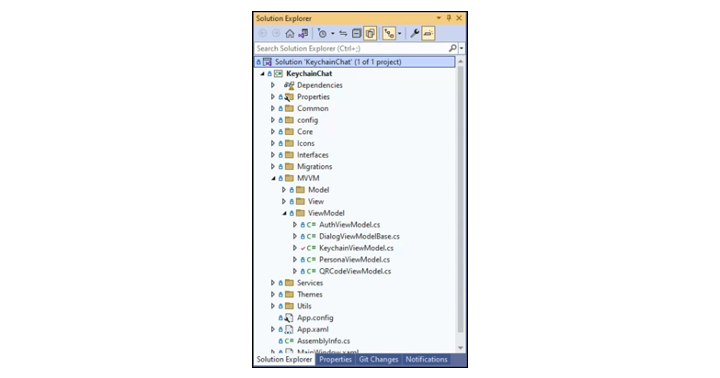 Solution Explorer
Search Solution Explorer (Ctrl+;)
Solution 'KeychainChat' (1 of 1 project)
KeychainChat
Dependencies
Properties
Common
config
Core
Icons
Interfaces
Migrations
MVVM
Model
View
ViewModel
C# AuthViewModel.cs
C# DialogViewModelBase.cs
C# KeychainViewModel.cs
C# PersonaViewModel.cs
C# QRCodeViewModel.cs
Services
Themes
Utils
App.config
App.xaml
C# AssemblyInfo.cs
MainWindow.xaml
Solution Explorer Properties Git Changes Notifications